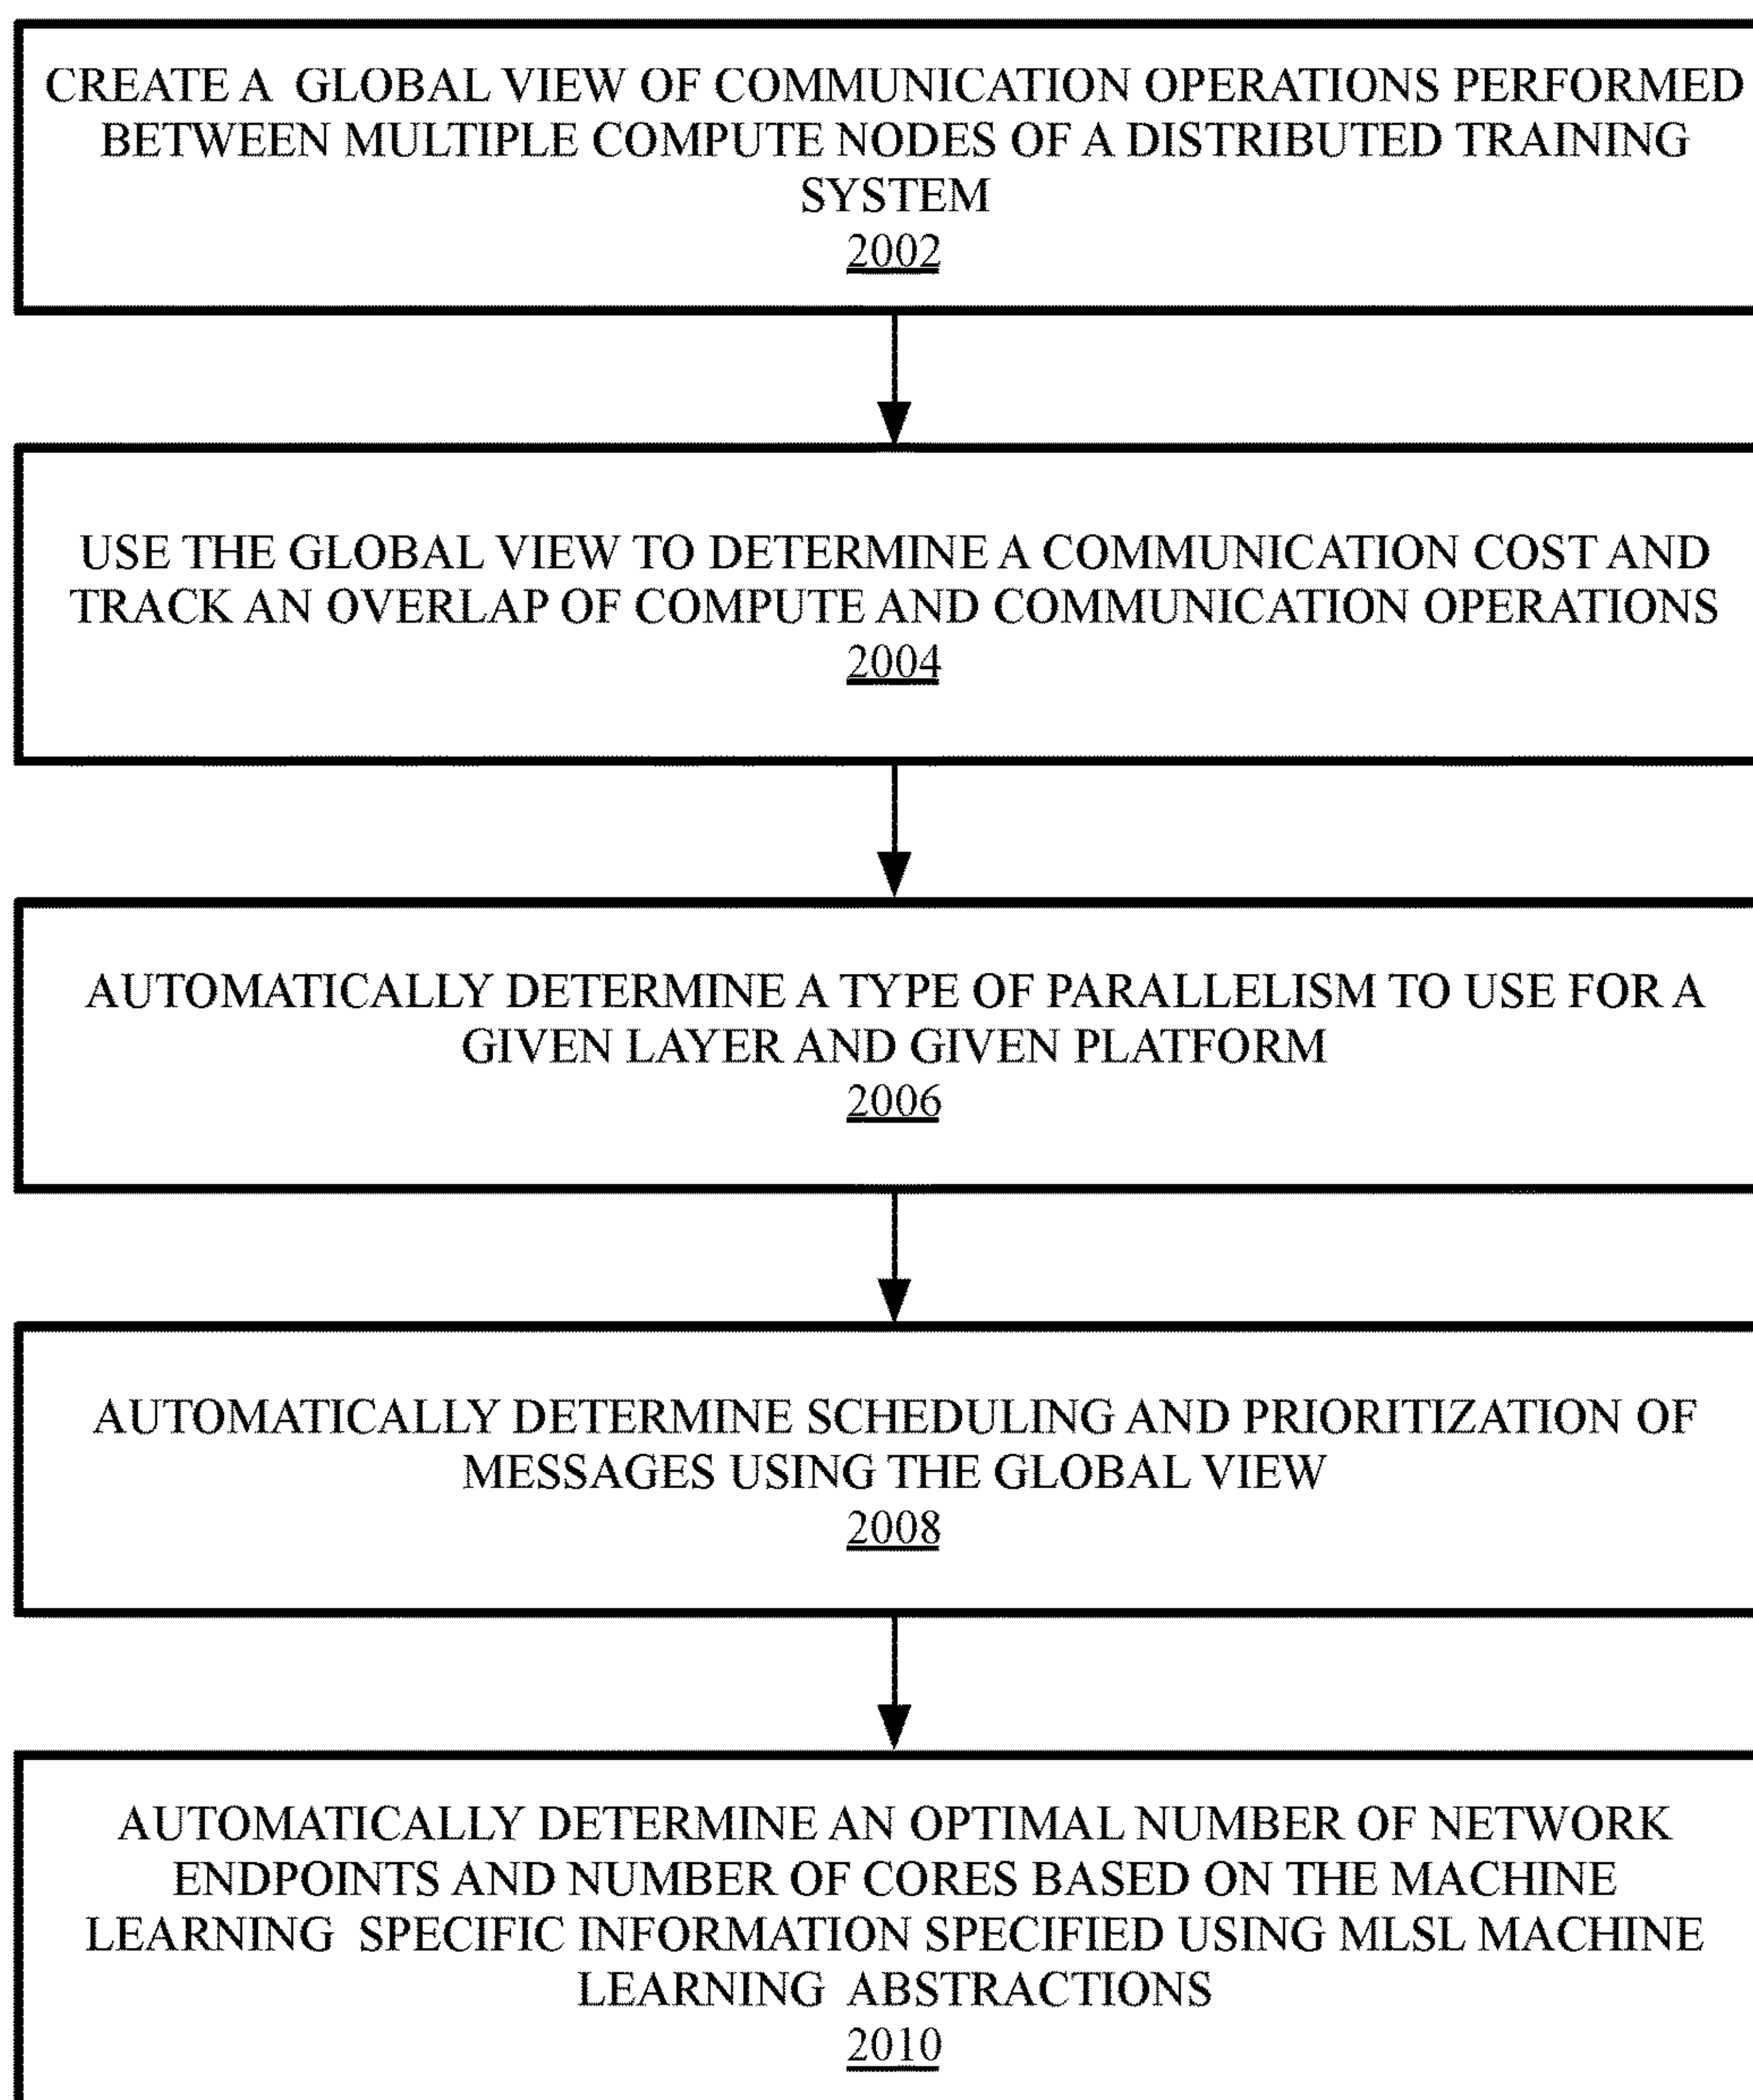 CREATE A GLOBAL VIEW OF COMMUNICATION OPERATIONS PERFORMED
BETWEEN MULTIPLE COMPUTE NODES OF A DISTRIBUTED TRAINING
SYSTEM
2002
USE THE GLOBAL VIEW TO DETERMINE A COMMUNICATION COST AND
TRACK AN OVERLAP OF COMPUTE AND COMMUNICATION OPERATIONS
2004
AUTOMATICALLY DETERMINE A TYPE OF PARALLELISM TO USE FOR A
GIVEN LAYER AND GIVEN PLATFORM
2006
AUTOMATICALLY DETERMINE SCHEDULING AND PRIORITIZATION OF
MESSAGES USING THE GLOBAL VIEW
2008
AUTOMATICALLY DETERMINE AN OPTIMAL NUMBER OF NETWORK
ENDPOINTS AND NUMBER OF CORES BASED ON THE MACHINE
LEARNING SPECIFIC INFORMATION SPECIFIED USING MLSL MACHINE
LEARNING ABSTRACTIONS
2010